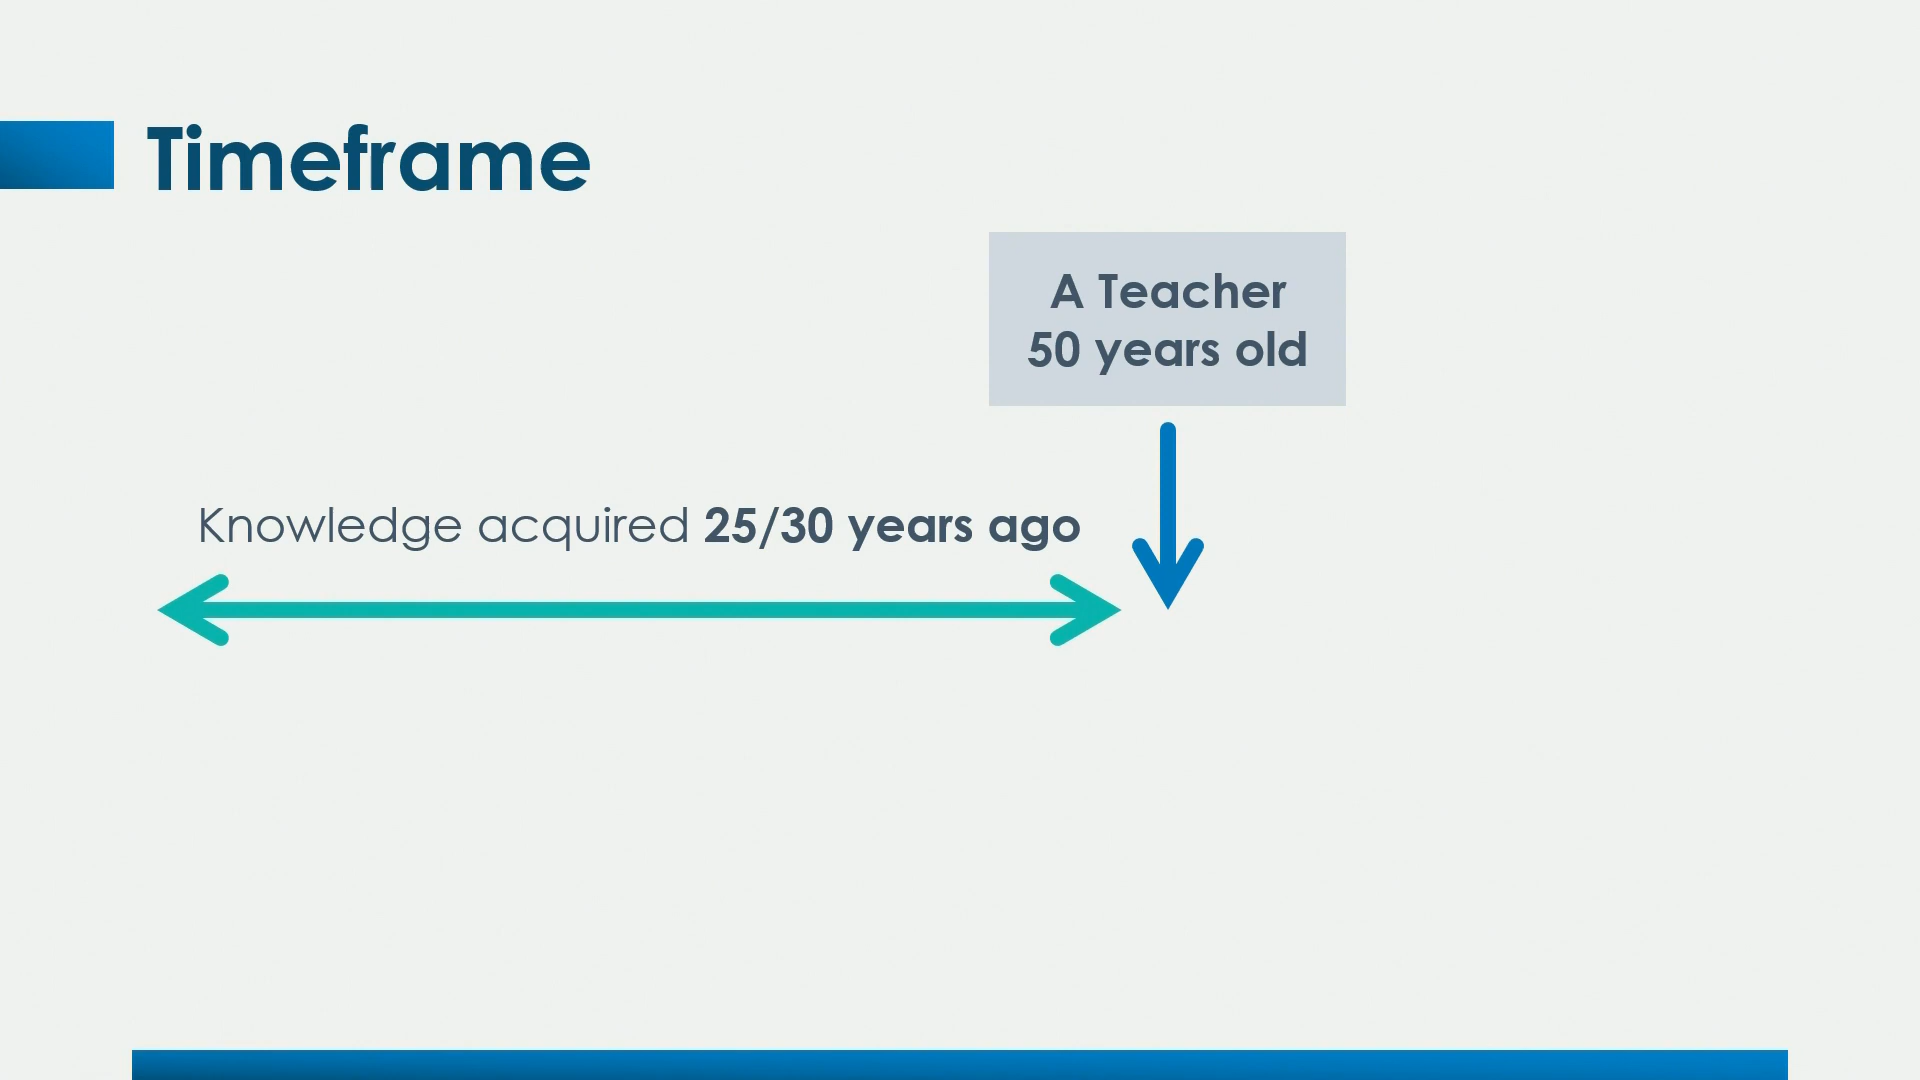 Timeframe
A Teacher
50 years old
Knowledge acquired 25/30 years ago